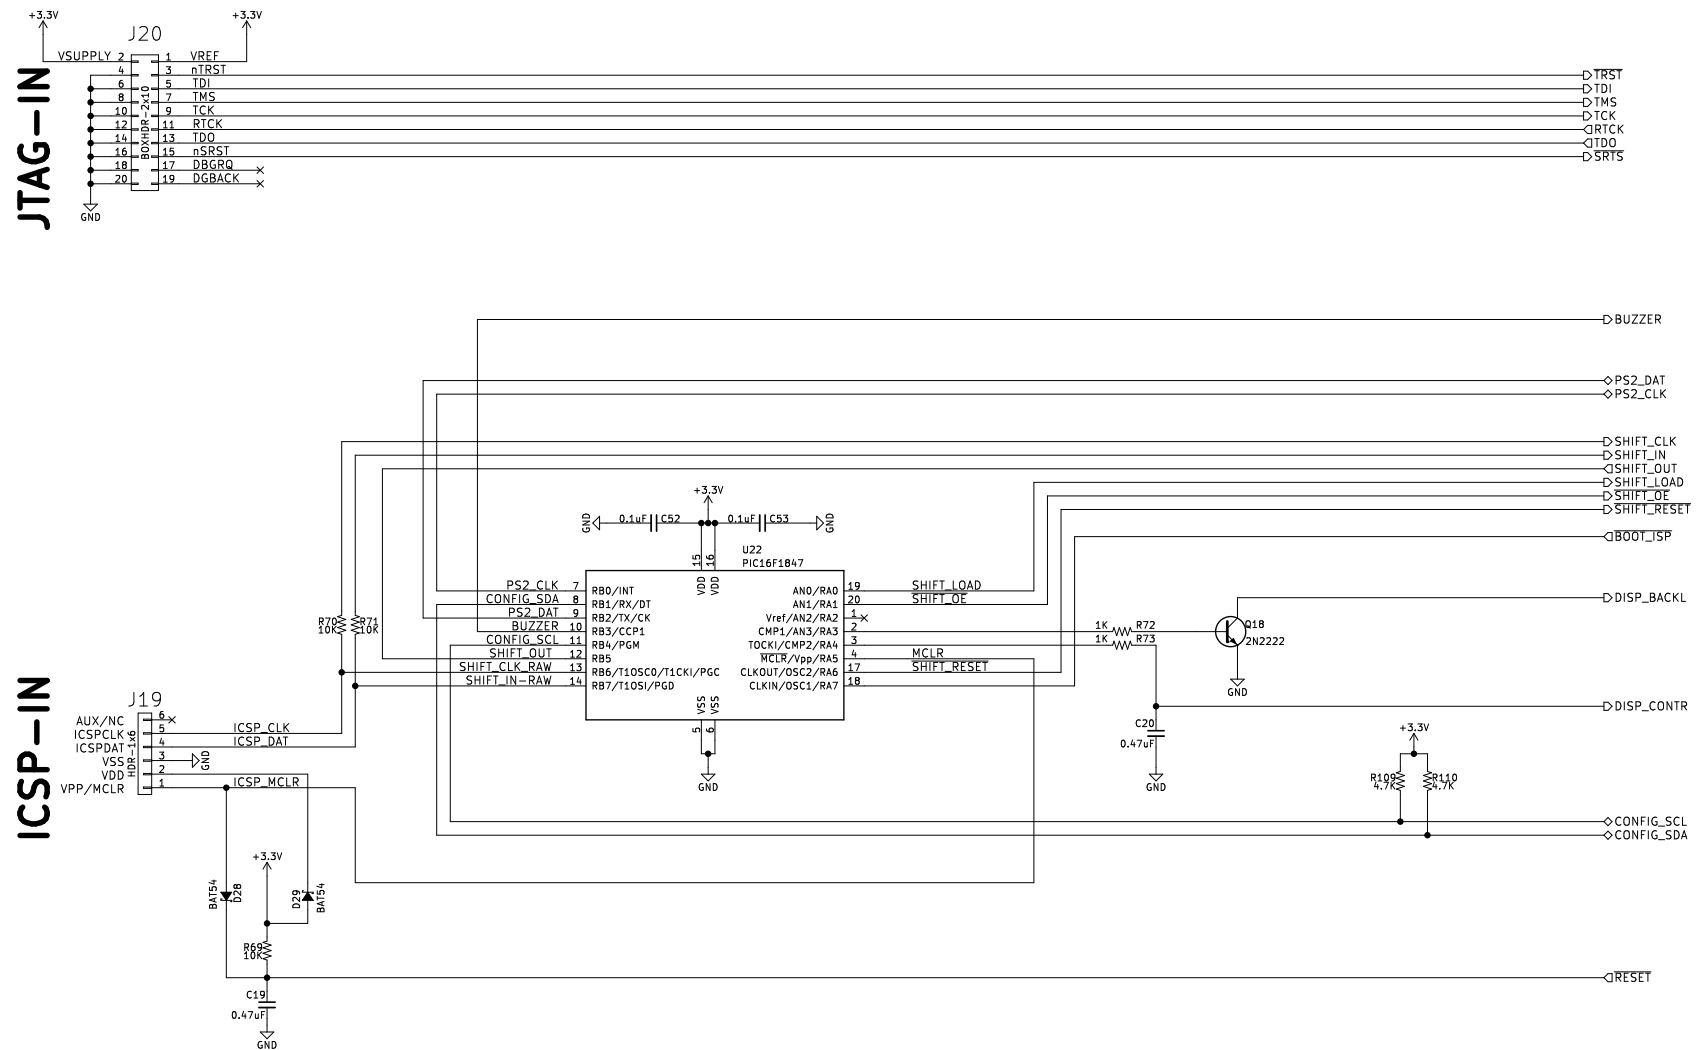 +3.3V +3.3V
J20
JTAG-IN
BOXHDR-2x10
VSUPPLY 2 1 VREF
4 3 nTRST TRST
6 5 TDI TDI
8 7 TMS TMS
10 9 TCK TCK
12 11 RTCK RTCK
14 13 TDO TDO
16 15 nSRST SRTS
18 17 DBGRQ
20 19 DGBACK
GND
BUZZER
PS2_DAT
PS2_CLK
SHIFT_CLK
SHIFT_IN
SHIFT_OUT
SHIFT_LOAD
SHIFT_OE
SHIFT_RESET
BOOT_ISP
+3.3V
GND 0.1uF C52 0.1uF C53 GND
U22
PIC16F1847
15 16
VDD VDD
PS2_CLK 7 RB0/INT AN0/RA0 19 SHIFT_LOAD
CONFIG_SDA 8 RB1/RX/DT AN1/RA1 20 SHIFT_OE
PS2_DAT 9 RB2/TX/CK Vref/AN2/RA2 1
BUZZER 10 RB3/CCP1 CMP1/AN3/RA3 2
CONFIG_SCL 11 RB4/PGM TOCKI/CMP2/RA4 3
SHIFT_OUT 12 RB5 MCLR/Vpp/RA5 4 MCLR
SHIFT_CLK_RAW 13 RB6/T1OSCO/T1CKI/PGC CLKOUT/OSC2/RA6 17 SHIFT_RESET
SHIFT_IN-RAW 14 RB7/T1OSI/PGD CLKIN/OSC1/RA7 18
VSS VSS
5 6
GND
R70 R71
10K 10K
1K R72
1K R73
Q18
2N2222
GND
DISP_BACKL
DISP_CONTR
C20
0.47uF
GND
+3.3V
R109 R110
4.7K 4.7K
CONFIG_SCL
CONFIG_SDA
ICSP-IN
J19
HDR-1x6
AUX/NC 6
ICSPCLK 5 ICSP_CLK
ICSPDAT 4 ICSP_DAT
VSS 3 GND
VDD 2
VPP/MCLR 1 ICSP_MCLR
+3.3V
BAT54 D28 D29 BAT54
R69
10K
RESET
C19
0.47uF
GND